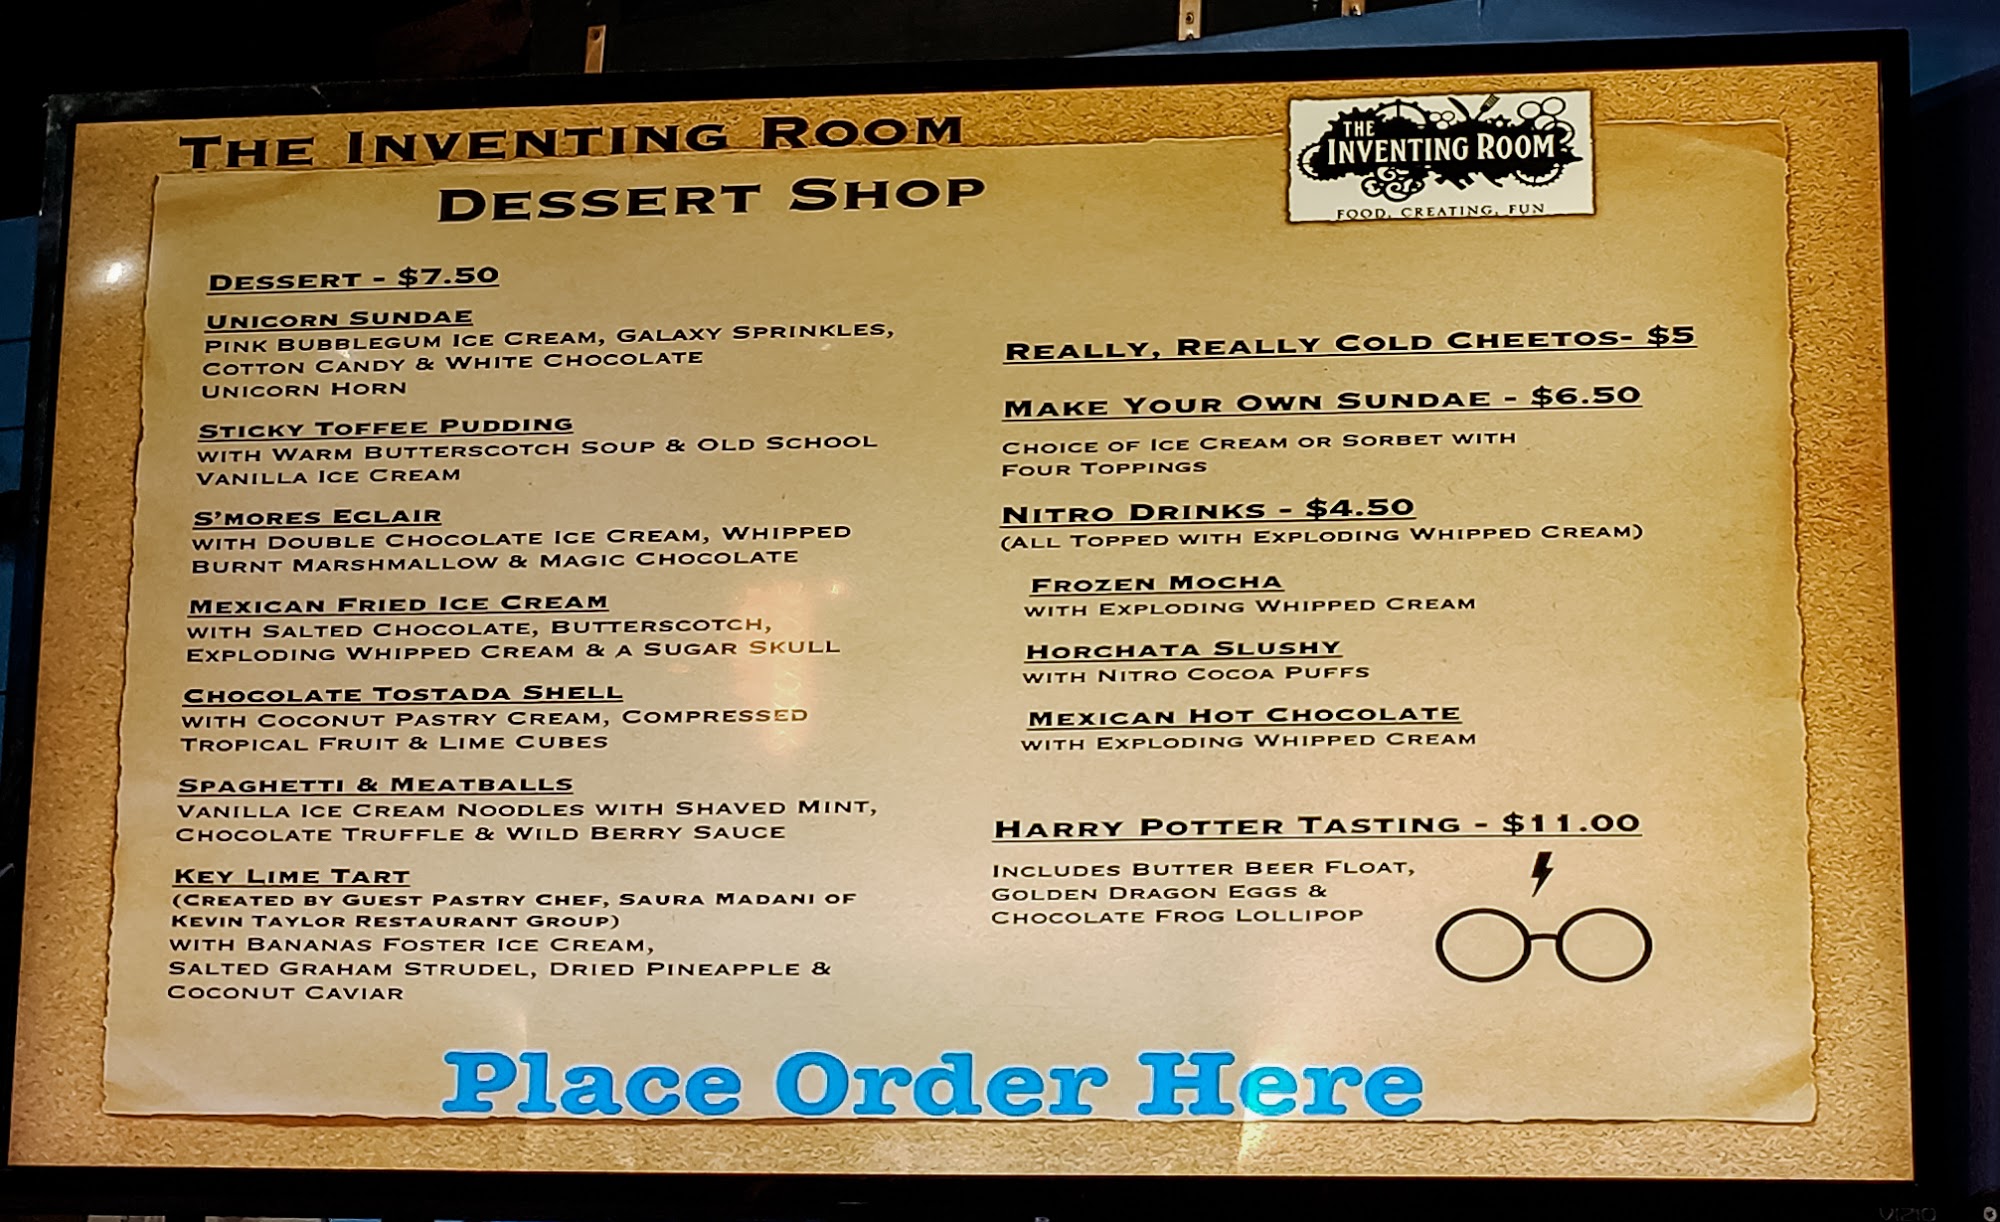 The Inventing Room
Dessert Shop
THE
INVENTING ROOM
FOOD, CREATING, FUN
Dessert - $7.50
Unicorn Sundae
Pink Bubblegum Ice Cream, Galaxy Sprinkles,
Cotton Candy & White Chocolate
Unicorn Horn
Sticky Toffee Pudding
with Warm Butterscotch Soup & Old School
Vanilla Ice Cream
S'mores Eclair
with Double Chocolate Ice Cream, Whipped
Burnt Marshmallow & Magic Chocolate
Mexican Fried Ice Cream
with Salted Chocolate, Butterscotch,
Exploding Whipped Cream & a Sugar Skull
Chocolate Tostada Shell
with Coconut Pastry Cream, Compressed
Tropical Fruit & Lime Cubes
Spaghetti & Meatballs
Vanilla Ice Cream Noodles with Shaved Mint,
Chocolate Truffle & Wild Berry Sauce
Key Lime Tart
(Created by Guest Pastry Chef, Saura Madani of
Kevin Taylor Restaurant Group)
with Bananas Foster Ice Cream,
Salted Graham Strudel, Dried Pineapple &
Coconut Caviar
Really, Really Cold Cheetos- $5
Make Your Own Sundae - $6.50
Choice of Ice Cream or Sorbet with
Four Toppings
Nitro Drinks - $4.50
(All Topped with Exploding Whipped Cream)
Frozen Mocha
with Exploding Whipped Cream
Horchata Slushy
with Nitro Cocoa Puffs
Mexican Hot Chocolate
with Exploding Whipped Cream
Harry Potter Tasting - $11.00
Includes Butter Beer Float,
Golden Dragon Eggs &
Chocolate Frog Lollipop
Place Order Here
VIZIO